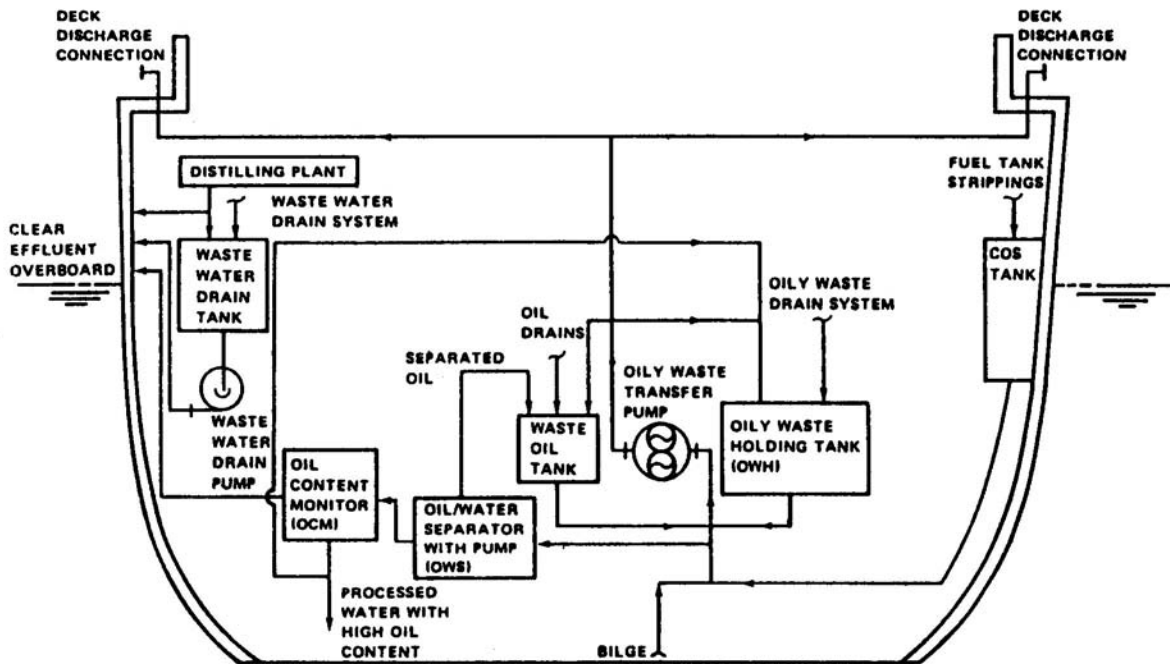 DECK
DISCHARGE
CONNECTION
DECK
DISCHARGE
CONNECTION
DISTILLING PLANT
FUEL TANK
STRIPPINGS
WASTE WATER
DRAIN SYSTEM
CLEAR
EFFLUENT
OVERBOARD
WASTE
WATER
DRAIN
TANK
COS
TANK
OILY WASTE
DRAIN SYSTEM
OIL
DRAINS
SEPARATED
OIL
OILY WASTE
TRANSFER
PUMP
WASTE
WATER
DRAIN
PUMP
WASTE
OIL
TANK
OILY WASTE
HOLDING TANK
(OWH)
OIL
CONTENT
MONITOR
(OCM)
OIL/WATER
SEPARATOR
WITH PUMP
(OWS)
PROCESSED
WATER WITH
HIGH OIL
CONTENT
BILGE